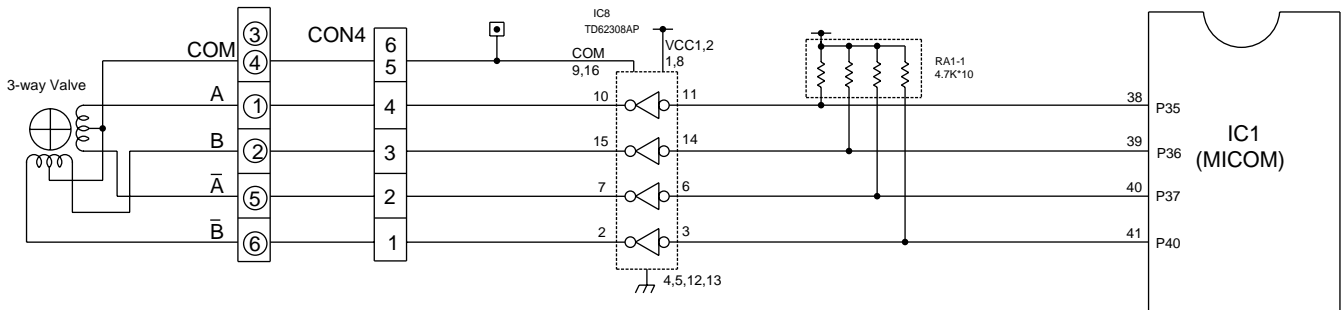 IC8
TD62308AP
VCC1,2
1,8
COM
9,16
CON4
COM
3
4
6
5
3-way Valve
RA1-1
4.7K*10
A
1
4
10
11
38
P35
B
2
3
15
14
39
P36
IC1
(MICOM)
A̅
5
2
7
6
40
P37
B̅
6
1
2
3
41
P40
4,5,12,13